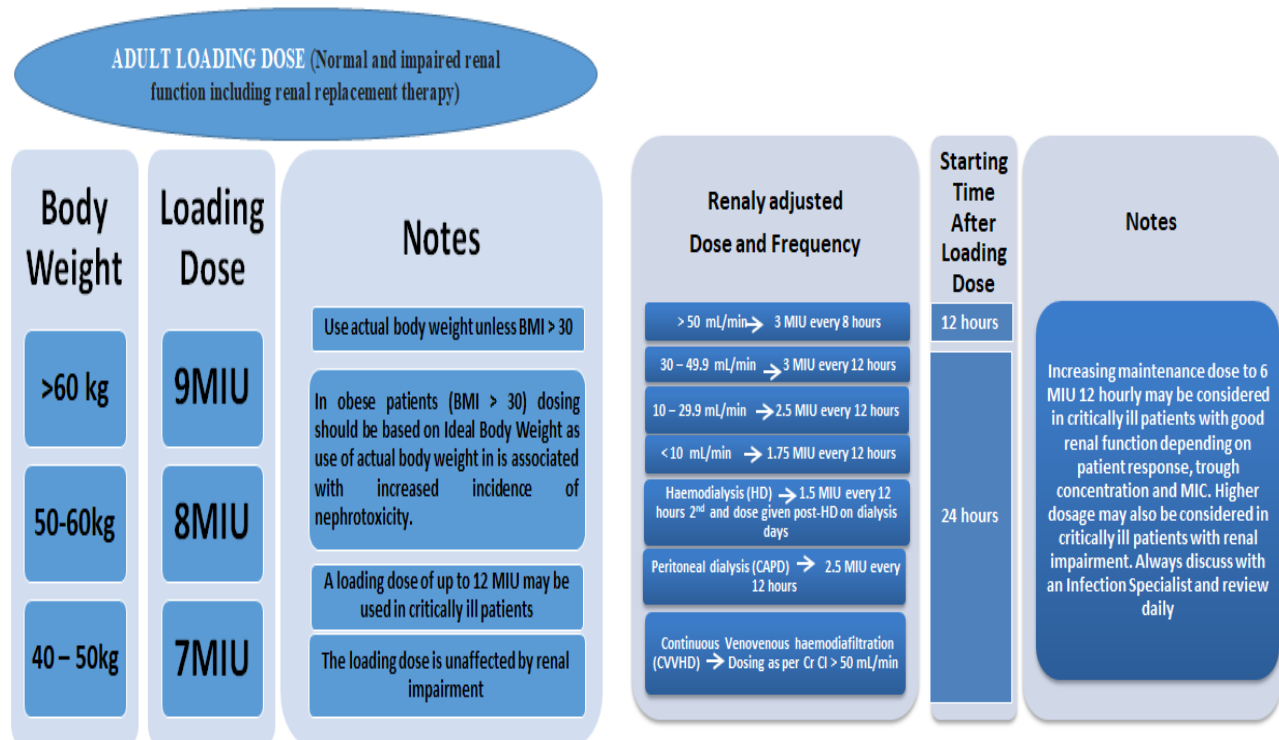 ADULT LOADING DOSE (Normal and impaired renal
function including renal replacement therapy)
Body
Weight
>60 kg
50-60kg
40 – 50kg
Loading
Dose
9MIU
8MIU
7MIU
Notes
Use actual body weight unless BMI > 30
In obese patients (BMI > 30) dosing
should be based on Ideal Body Weight as
use of actual body weight in is associated
with increased incidence of
nephrotoxicity.
A loading dose of up to 12 MIU may be
used in critically ill patients
The loading dose is unaffected by renal
impairment
Renaly adjusted
Dose and Frequency
> 50 mL/min→ 3 MIU every 8 hours
30 – 49.9 mL/min →3 MIU every 12 hours
10 – 29.9 mL/min →2.5 MIU every 12 hours
< 10 mL/min → 1.75 MIU every 12 hours
Haemodialysis (HD) → 1.5 MIU every 12
hours 2nd and dose given post-HD on dialysis
days
Peritoneal dialysis (CAPD) → 2.5 MIU every
12 hours
Continuous Venovenous haemodiafiltration
(CVVHD) → Dosing as per Cr Cl > 50 mL/min
Starting
Time
After
Loading
Dose
12 hours
24 hours
Notes
Increasing maintenance dose to 6
MIU 12 hourly may be considered
in critically ill patients with good
renal function depending on
patient response, trough
concentration and MIC. Higher
dosage may also be considered in
critically ill patients with renal
impairment. Always discuss with
an Infection Specialist and review
daily